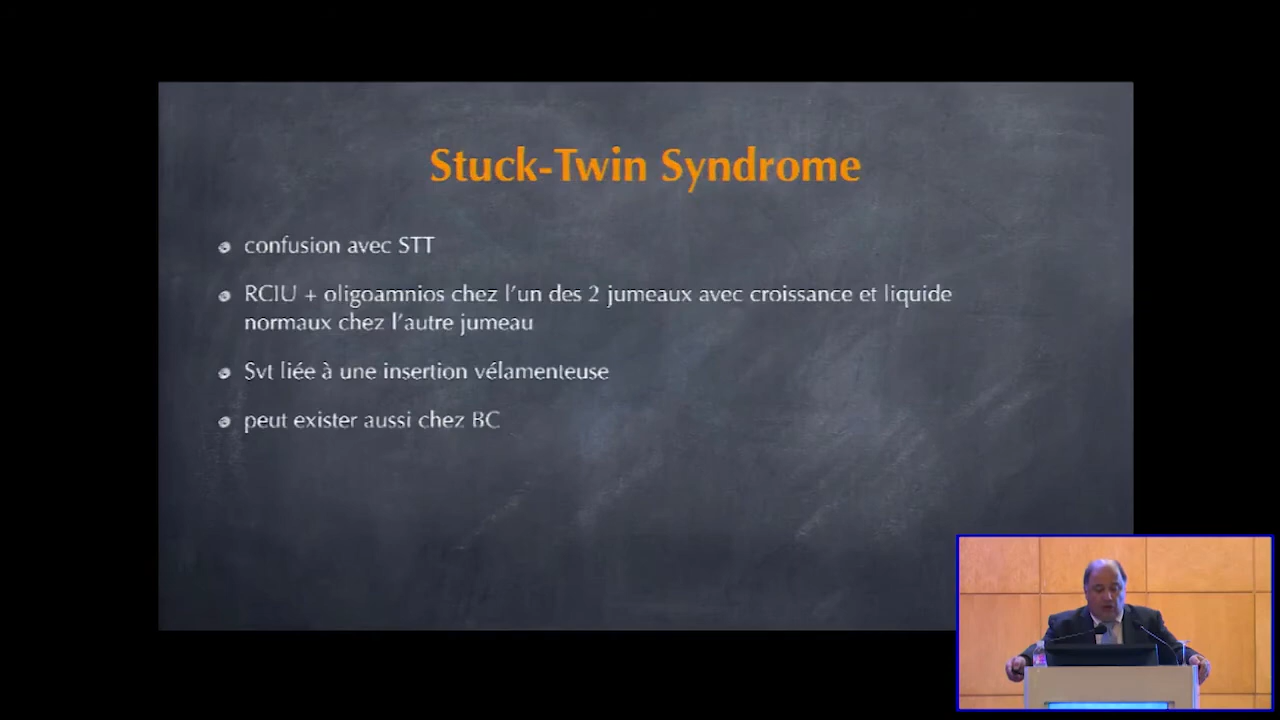 Stuck-Twin Syndrome
confusion avec STT
RCIU + oligoamnios chez l'un des 2 jumeaux avec croissance et liquide
normaux chez l'autre jumeau
Svt liée à une insertion vélamenteuse
peut exister aussi chez BC